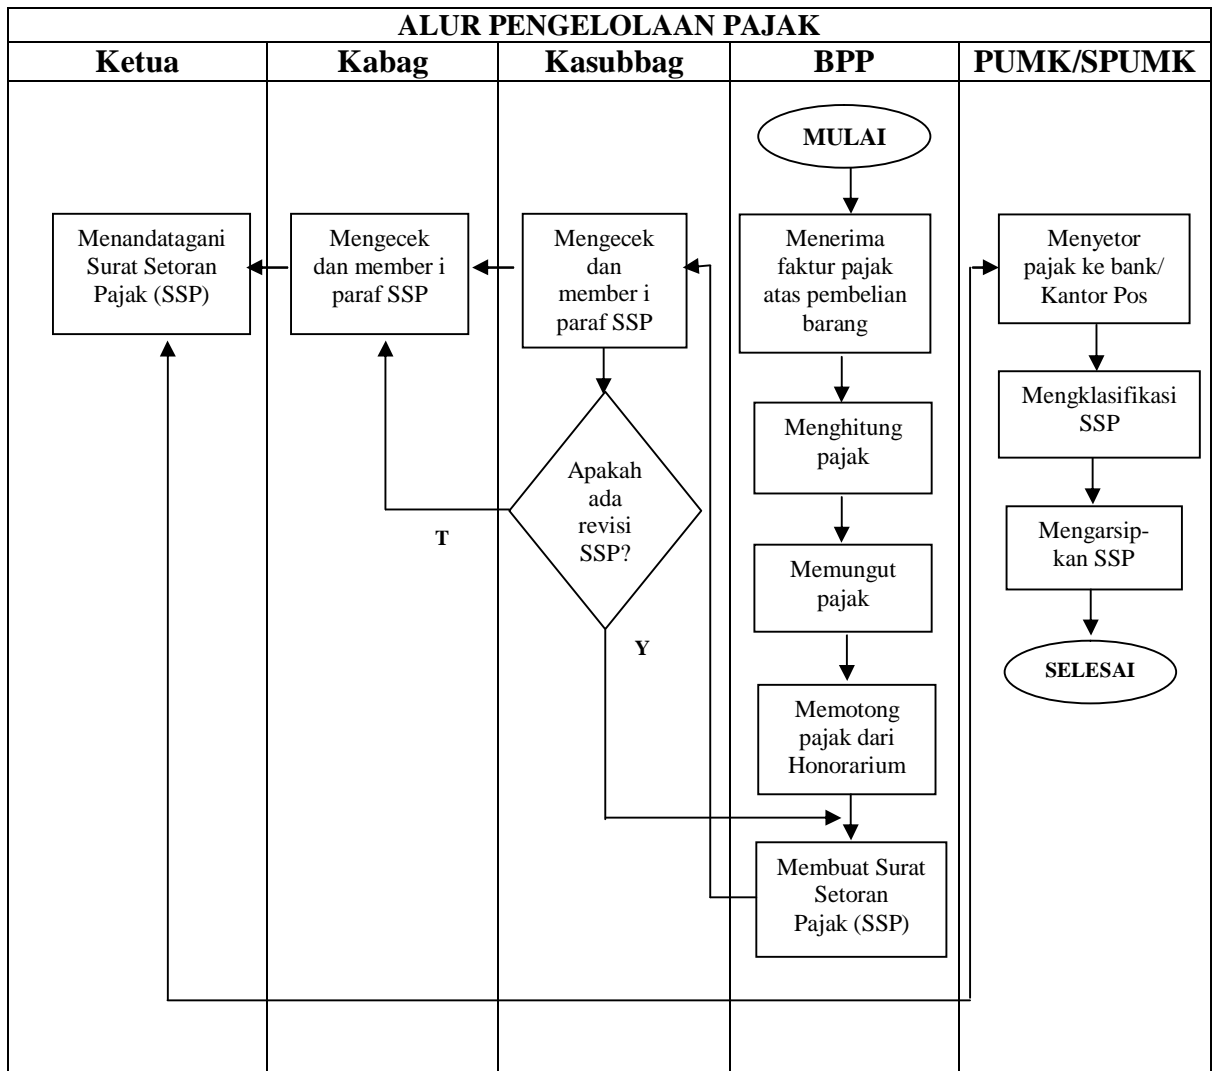 ALUR PENGELOLAAN PAJAK
Ketua
Kabag
Kasubbag
BPP
PUMK/SPUMK
MULAI
Menandatagani
Surat Setoran
Pajak (SSP)
Mengecek
dan member i
paraf SSP
Mengecek
dan
member i
paraf SSP
Menerima
faktur pajak
atas pembelian
barang
Menyetor
pajak ke bank/
Kantor Pos
Mengklasifikasi
SSP
Menghitung
pajak
Apakah
ada
revisi
SSP?
T
Y
Mengarsip-
kan SSP
Memungut
pajak
SELESAI
Memotong
pajak dari
Honorarium
Membuat Surat
Setoran
Pajak (SSP)